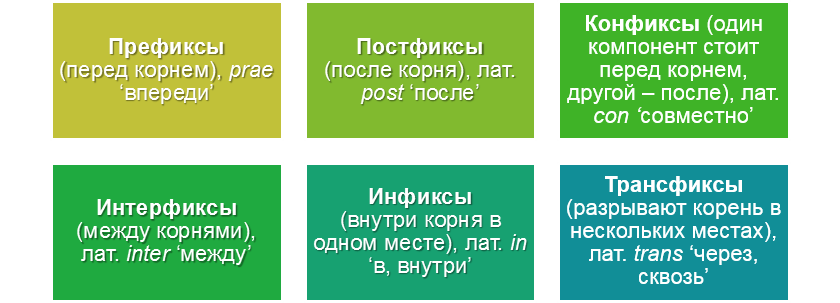 Префиксы
(перед корнем), prae
‘впереди’
Постфиксы
(после корня), лат.
post ‘после’
Конфиксы (один
компонент стоит
перед корнем,
другой – после), лат.
con ‘совместно’
Интерфиксы
(между корнями),
лат. inter ‘между’
Инфиксы
(внутри корня в
одном месте), лат. in
‘в, внутри’
Трансфиксы
(разрывают корень в
нескольких местах),
лат. trans ‘через,
сквозь’